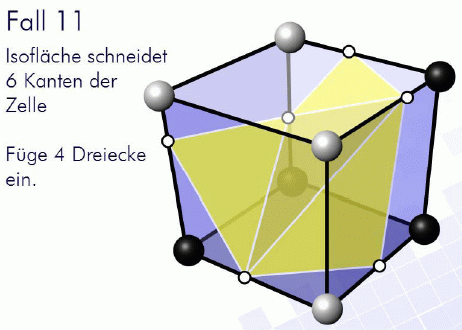 Fall 11
Isofläche schneidet
6 Kanten der
Zelle
Füge 4 Dreiecke
ein.